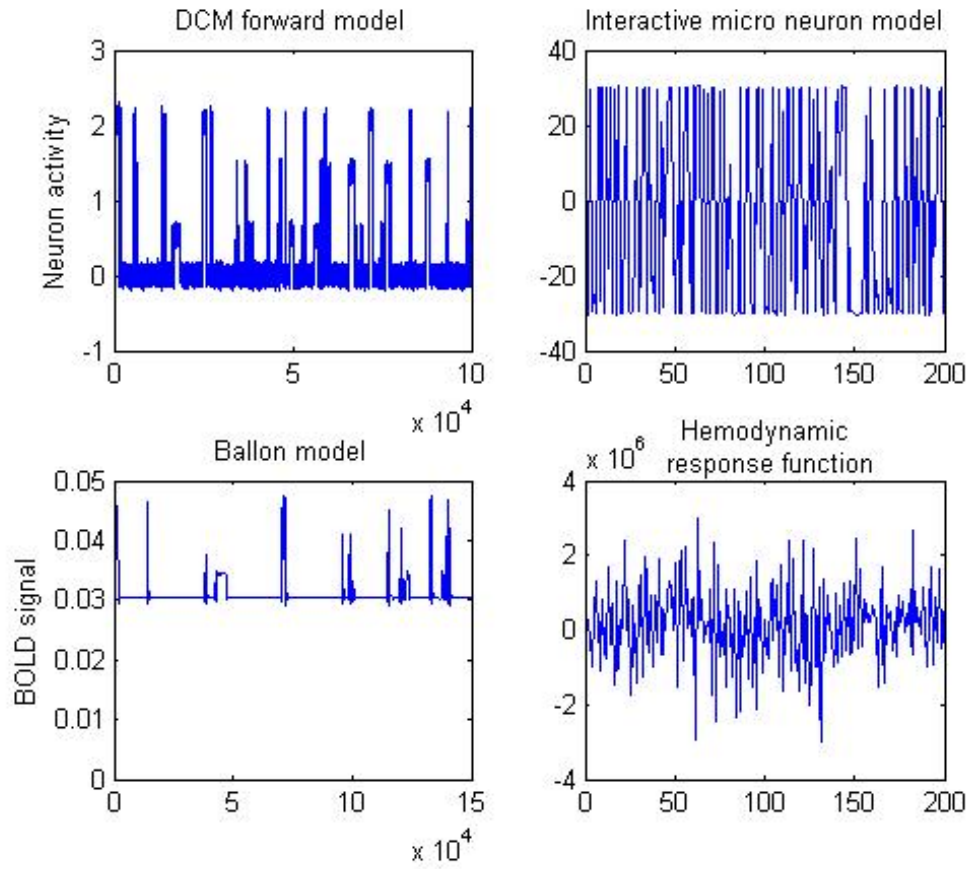 DCM forward model
Neuron activity
3
2
1
0
-1
0 5 10
x 10^4
Interactive micro neuron model
40
20
0
-20
-40
0 50 100 150 200
Ballon model
BOLD signal
0.05
0.04
0.03
0.02
0.01
0
0 5 10 15
x 10^4
Hemodynamic
response function
x 10^6
4
2
0
-2
-4
0 50 100 150 200